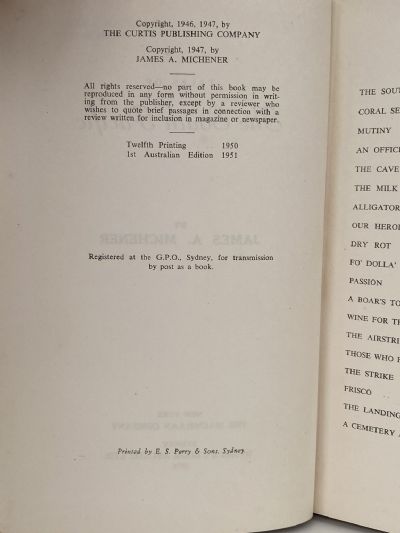 Copyright, 1946, 1947, by
THE CURTIS PUBLISHING COMPANY
Copyright, 1947, by
JAMES A. MICHENER
All rights reserved—no part of this book may be
reproduced in any form without permission in writ-
ing from the publisher, except by a reviewer who
wishes to quote brief passages in connection with a
review written for inclusion in magazine or newspaper.
Twelfth Printing 1950
1st Australian Edition 1951
Registered at the G.P.O., Sydney, for transmission
by post as a book.
Printed by E. S. Perry & Sons, Sydney
THE SOUT
CORAL SE
MUTINY
AN OFFIC
THE CAVE
THE MILK
ALLIGATOR
OUR HEROI
DRY ROT
FO' DOLLA'
PASSION
A BOAR'S TO
WINE FOR TH
THE AIRSTRI
THOSE WHO F
THE STRIKE
FRISCO
THE LANDING
A CEMETERY